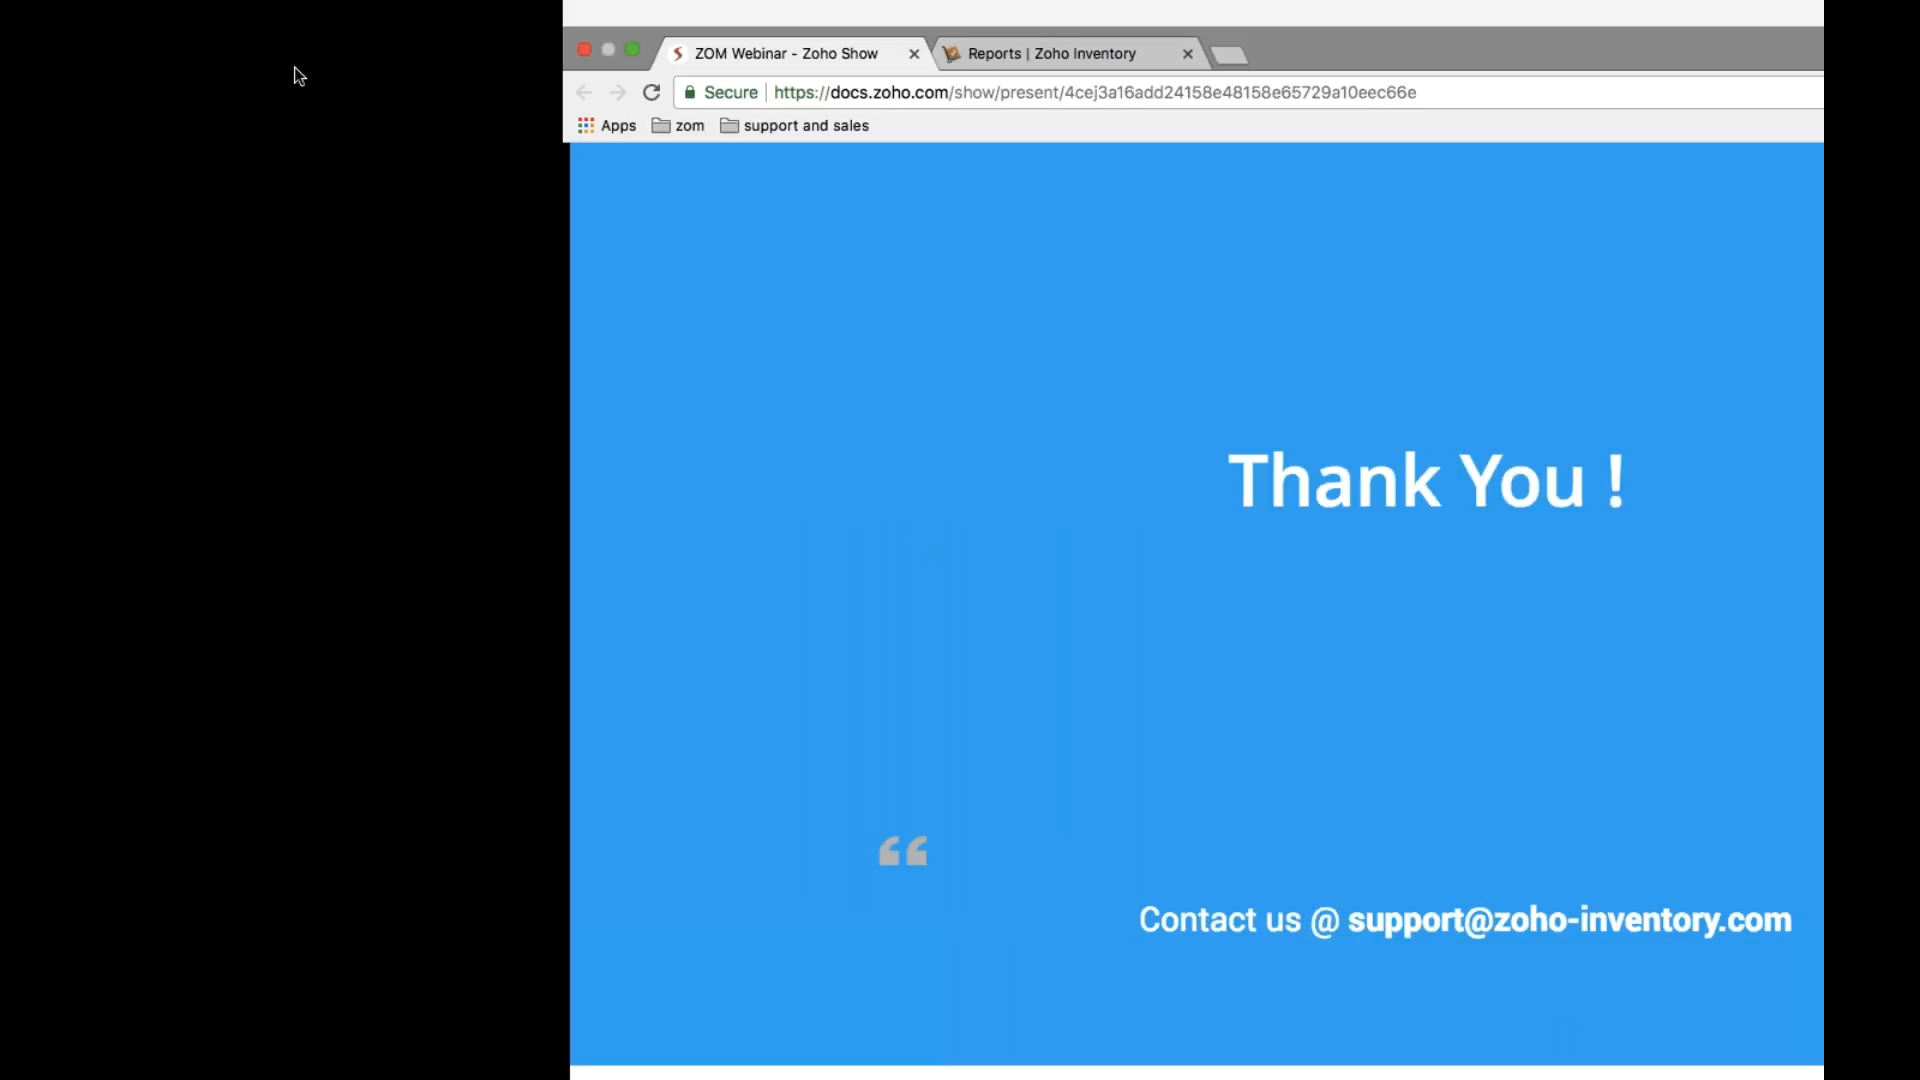 ZOM Webinar - Zoho Show
Reports | Zoho Inventory
Secure https://docs.zoho.com/show/present/4cej3a16add24158e48158e65729a10eec66e
Apps zom support and sales
Thank You !
“
Contact us @ support@zoho-inventory.com